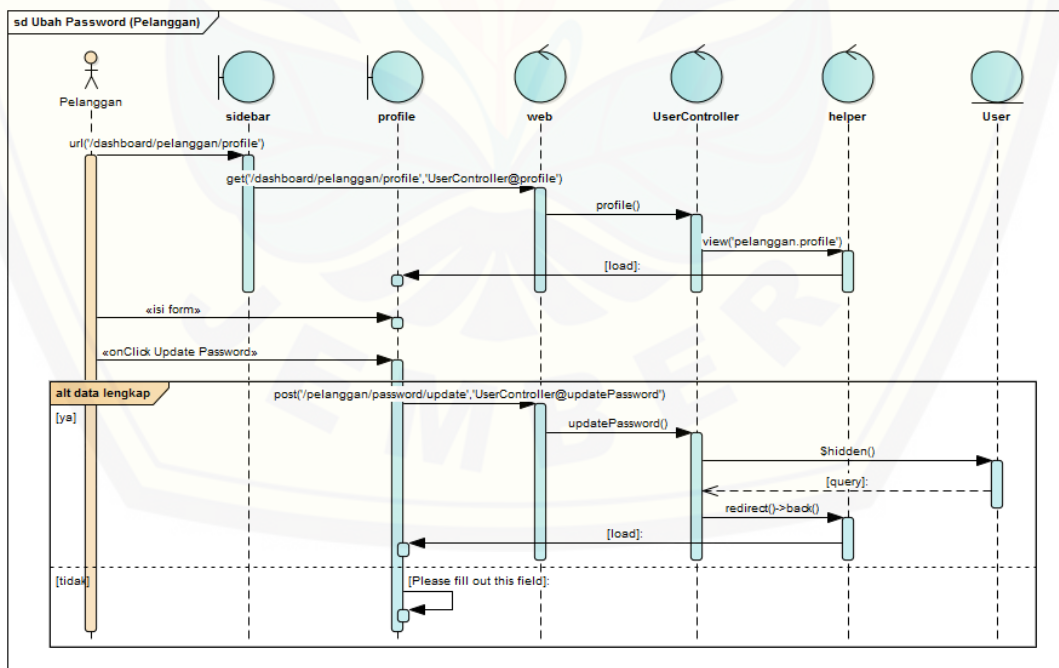 sd Ubah Password (Pelanggan)
Pelanggan
sidebar
profile
web
UserController
helper
User
url('/dashboard/pelanggan/profile')
get('/dashboard/pelanggan/profile','UserController@profile')
profile()
view('pelanggan.profile')
[load]:
«isi form»
«onClick Update Password»
alt data lengkap
post('/pelanggan/password/update','UserController@updatePassword')
[ya]
updatePassword()
$hidden()
[query]:
redirect()->back()
[load]:
[tidak]
[Please fill out this field]:
JEMBER